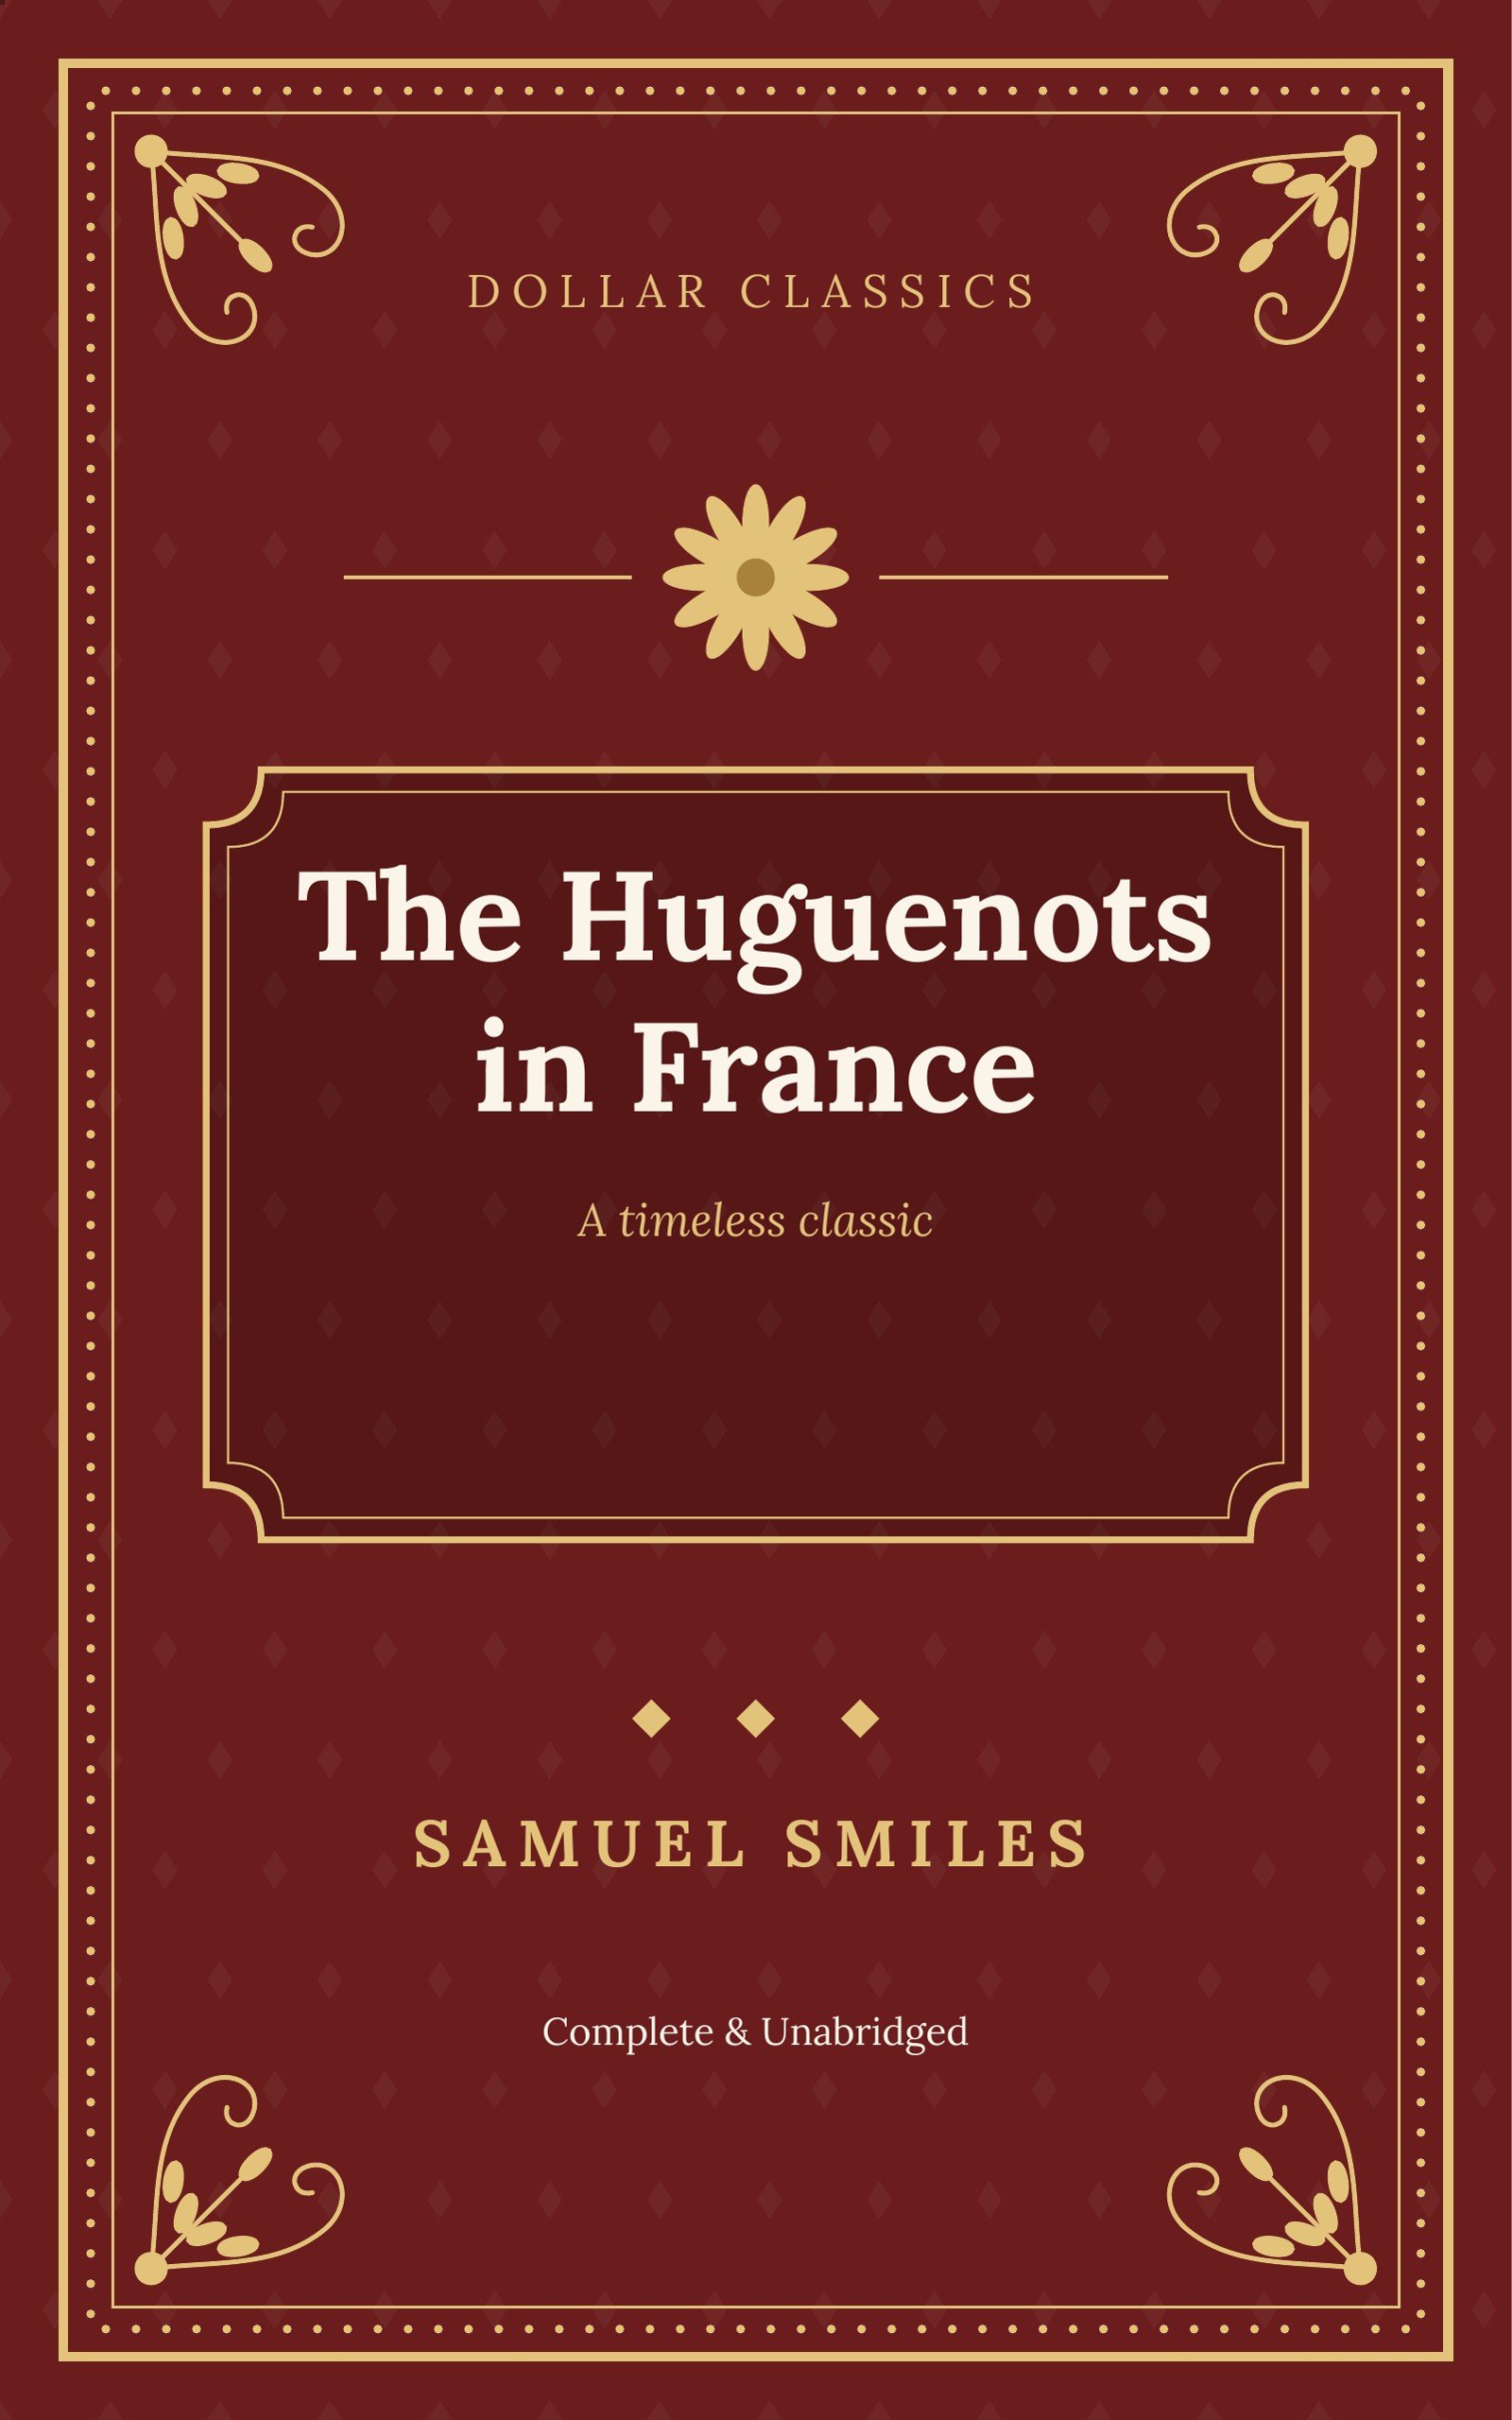 DOLLAR CLASSICS
The Huguenots
in France
A timeless classic
SAMUEL SMILES
Complete & Unabridged